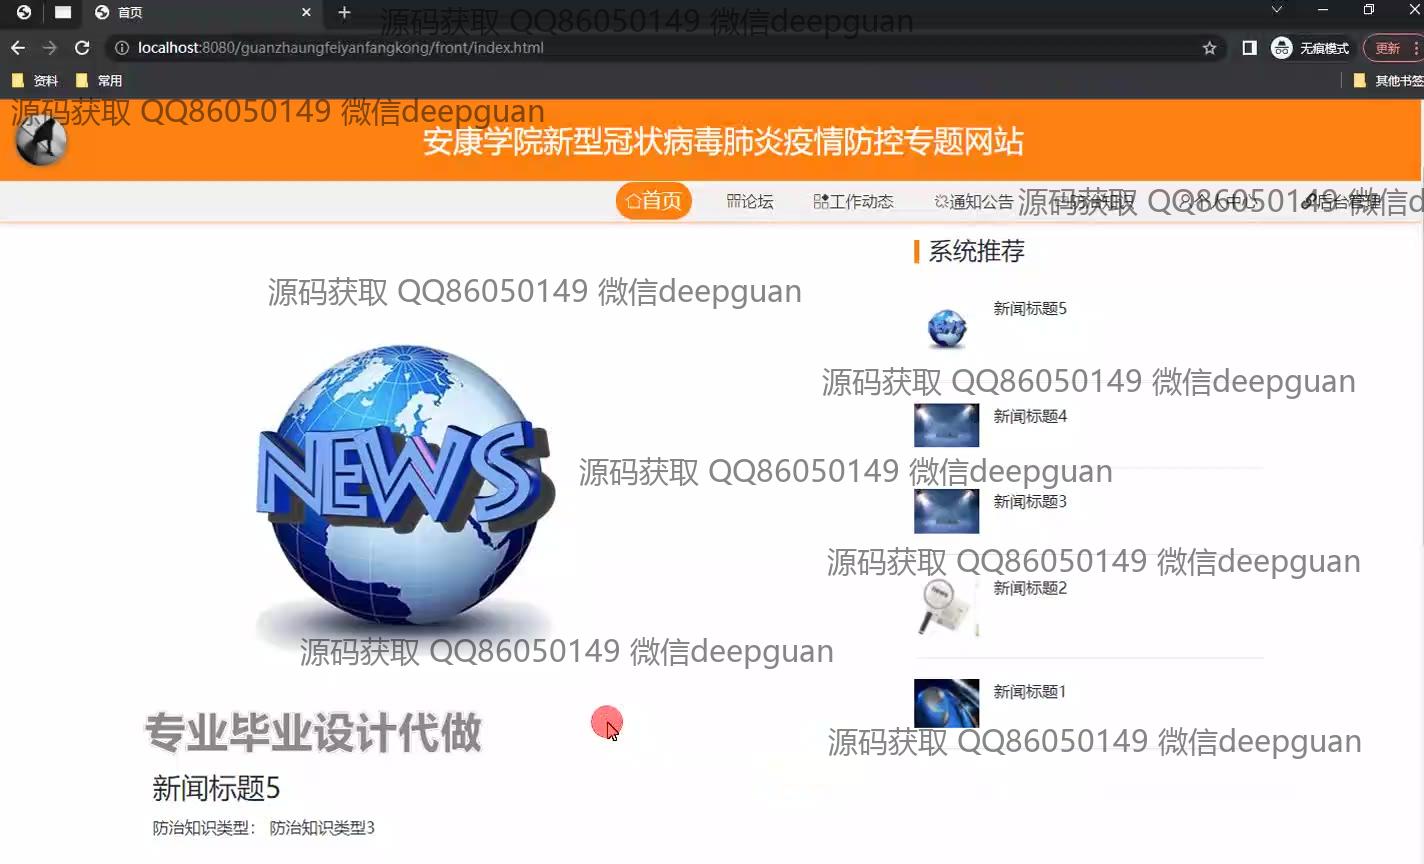 首页
源码获取 QQ86050149 微信deepguan
localhost:8080/guanzhaungfeiyanfangkong/front/index.html
无痕模式
更新
资料
常用
其他书签
源码获取 QQ86050149 微信deepguan
安康学院新型冠状病毒肺炎疫情防控专题网站
首页
论坛
工作动态
通知公告
防治知识
个人中心
后台管理
源码获取 QQ86050149 微信d
系统推荐
源码获取 QQ86050149 微信deepguan
新闻标题5
NEWS
源码获取 QQ86050149 微信deepguan
新闻标题4
源码获取 QQ86050149 微信deepguan
新闻标题3
源码获取 QQ86050149 微信deepguan
新闻标题2
源码获取 QQ86050149 微信deepguan
新闻标题1
专业毕业设计代做
源码获取 QQ86050149 微信deepguan
新闻标题5
防治知识类型： 防治知识类型3